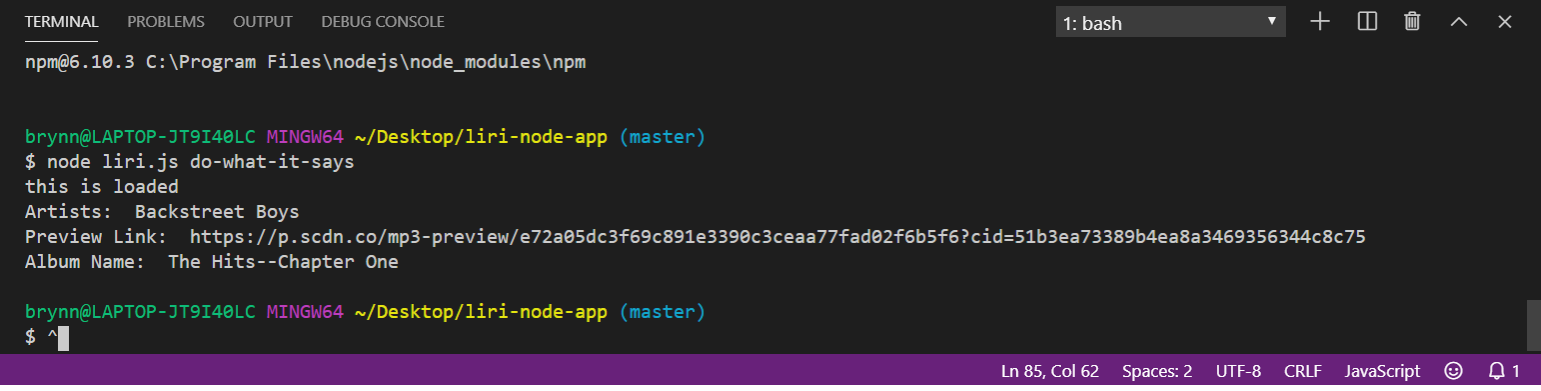 TERMINAL PROBLEMS OUTPUT DEBUG CONSOLE 1: bash
npm@6.10.3 C:\Program Files\nodejs\node_modules\npm
brynn@LAPTOP-JT9I40LC MINGW64 ~/Desktop/liri-node-app (master)
$ node liri.js do-what-it-says
this is loaded
Artists:  Backstreet Boys
Preview Link:  https://p.scdn.co/mp3-preview/e72a05dc3f69c891e3390c3ceaa77fad02f6b5f6?cid=51b3ea73389b4ea8a3469356344c8c75
Album Name:  The Hits--Chapter One
brynn@LAPTOP-JT9I40LC MINGW64 ~/Desktop/liri-node-app (master)
$ ^
Ln 85, Col 62 Spaces: 2 UTF-8 CRLF JavaScript 1